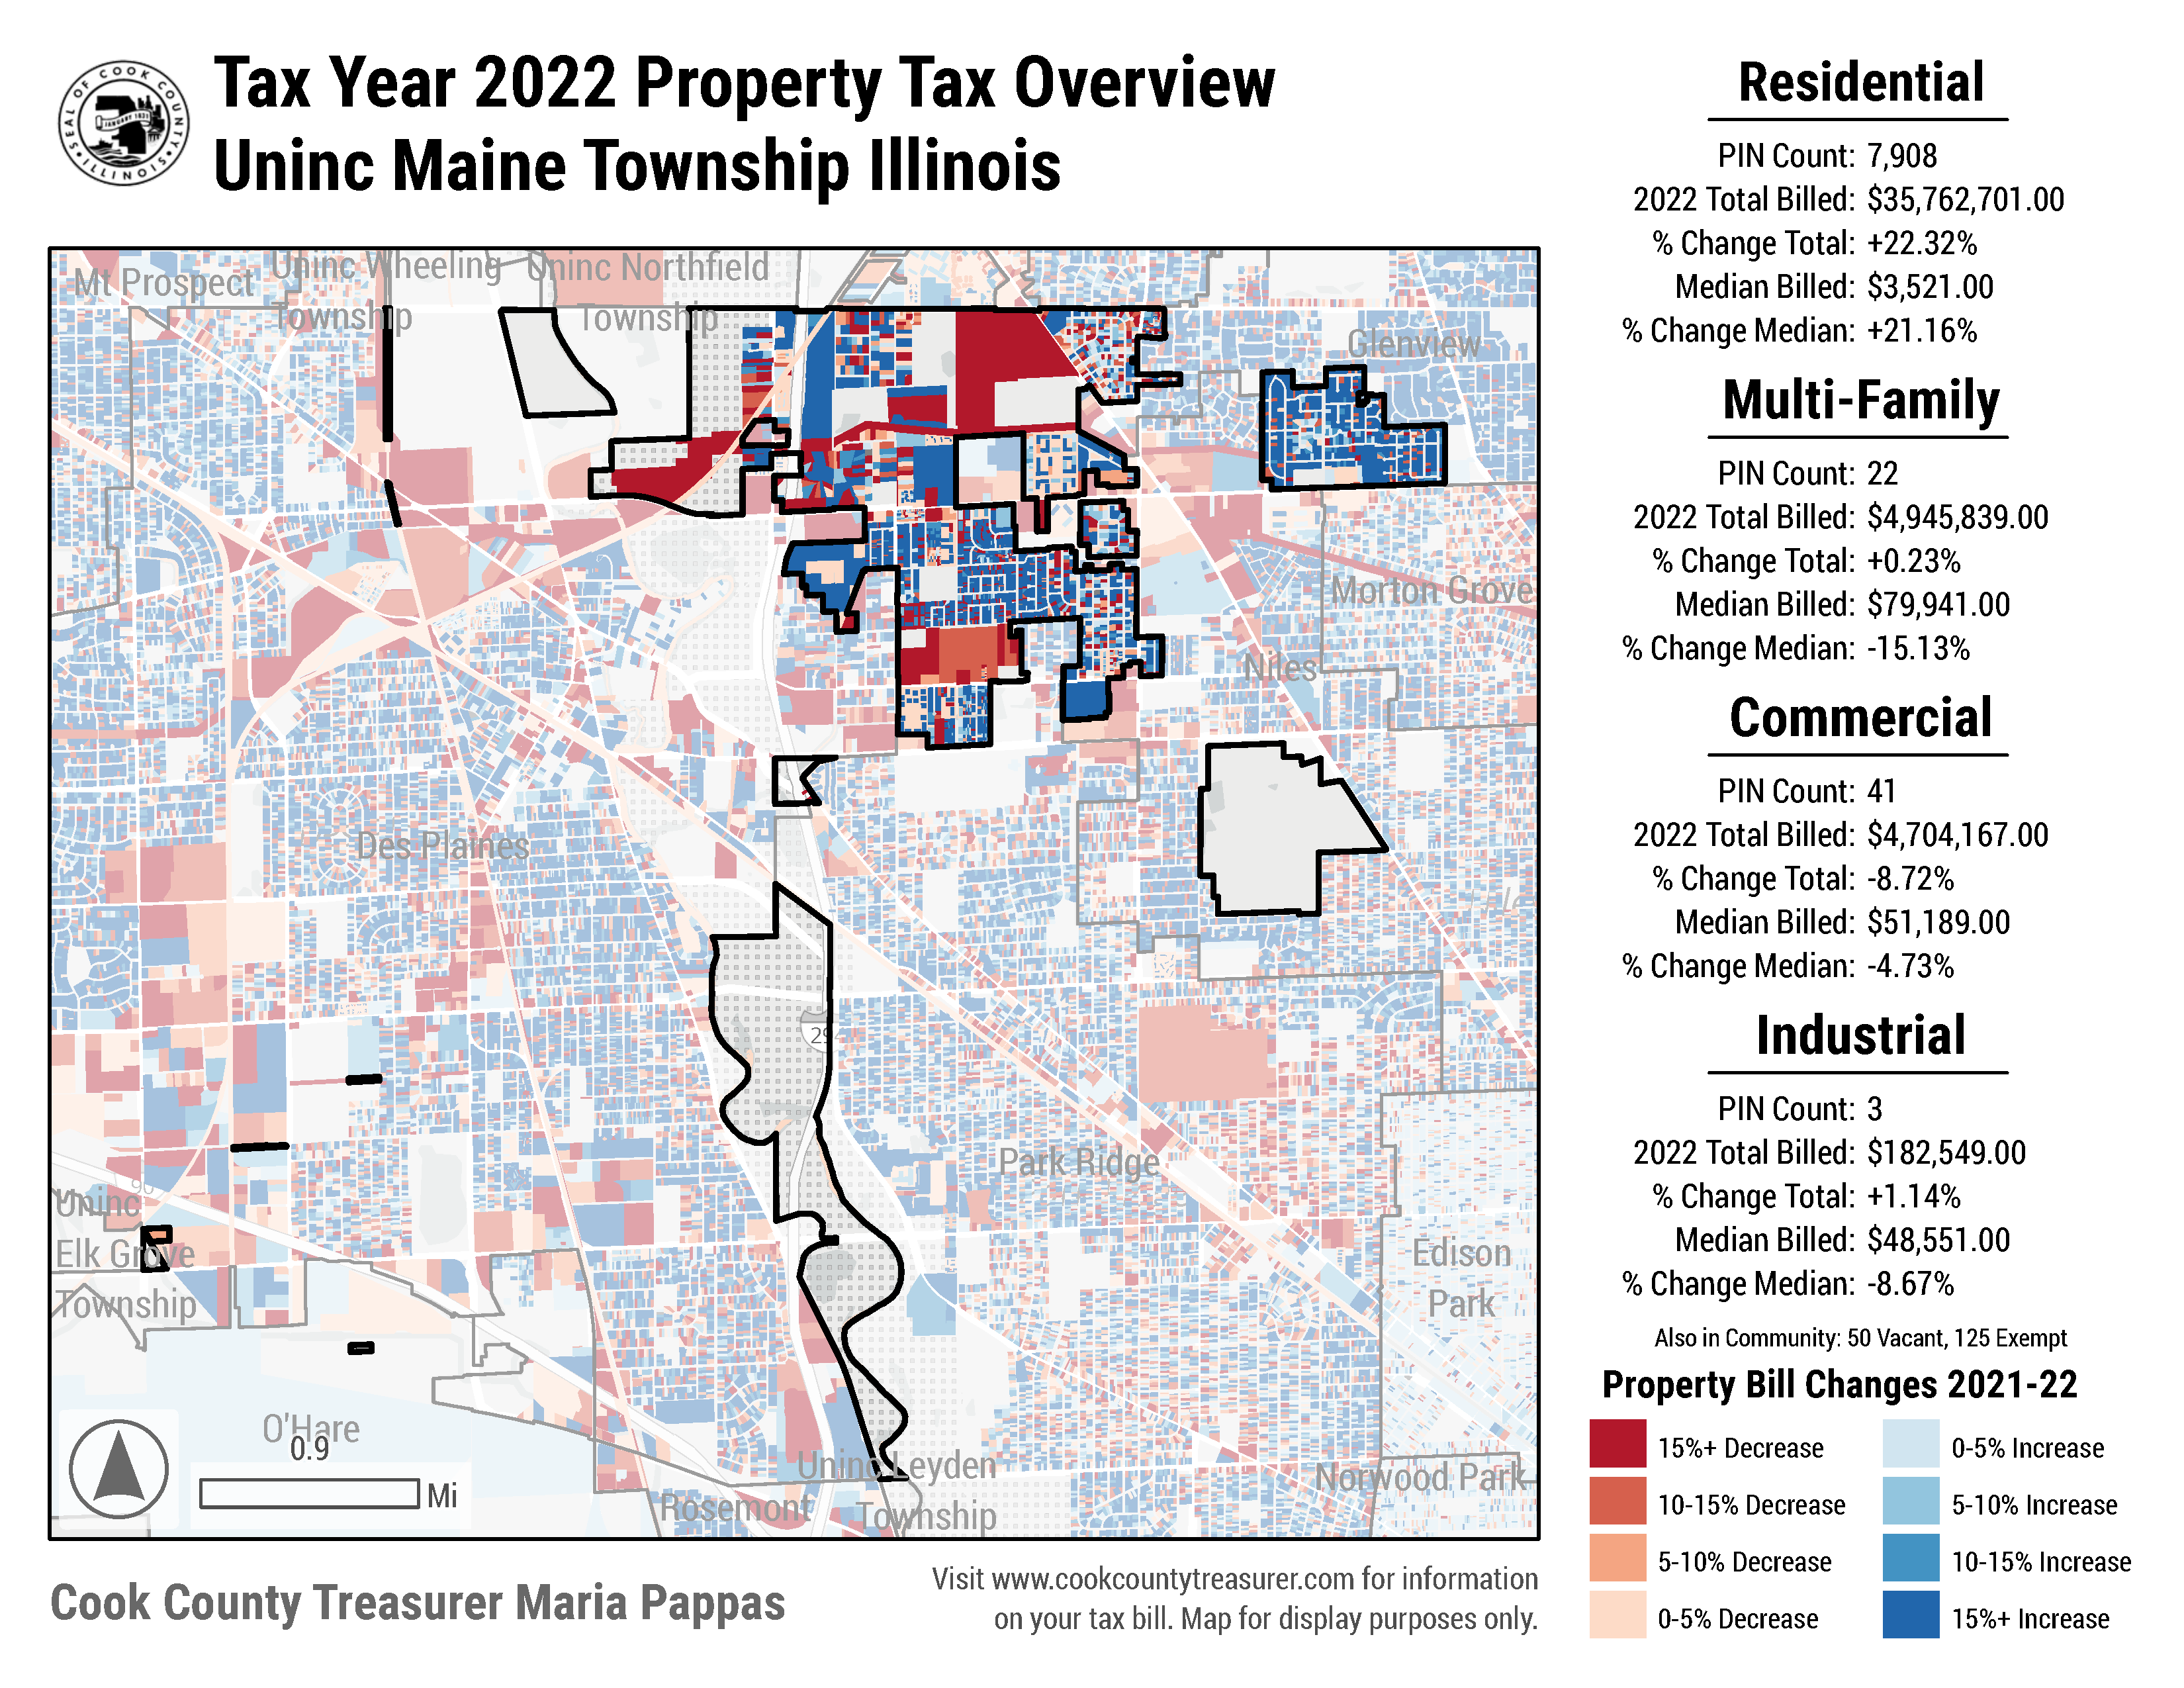 SEAL OF COOK COUNTY
JANUARY 1831
ILLINOIS
Tax Year 2022 Property Tax Overview
Uninc Maine Township Illinois
Mt Prospect
Uninc Wheeling
Township
Uninc Northfield
Township
Glenview
Morton Grove
Niles
Des Plaines
Park Ridge
Edison
Park
90
Uninc
Elk Grove
Township
O'Hare
0.9
Mi
Uninc Leyden
Township
Rosemont
Norwood Park
Residential
PIN Count: 7,908
2022 Total Billed: $35,762,701.00
% Change Total: +22.32%
Median Billed: $3,521.00
% Change Median: +21.16%
Multi-Family
PIN Count: 22
2022 Total Billed: $4,945,839.00
% Change Total: +0.23%
Median Billed: $79,941.00
% Change Median: -15.13%
Commercial
PIN Count: 41
2022 Total Billed: $4,704,167.00
% Change Total: -8.72%
Median Billed: $51,189.00
% Change Median: -4.73%
Industrial
PIN Count: 3
2022 Total Billed: $182,549.00
% Change Total: +1.14%
Median Billed: $48,551.00
% Change Median: -8.67%
Also in Community: 50 Vacant, 125 Exempt
Property Bill Changes 2021-22
15%+ Decrease
10-15% Decrease
5-10% Decrease
0-5% Decrease
0-5% Increase
5-10% Increase
10-15% Increase
15%+ Increase
Cook County Treasurer Maria Pappas
Visit www.cookcountytreasurer.com for information
on your tax bill. Map for display purposes only.